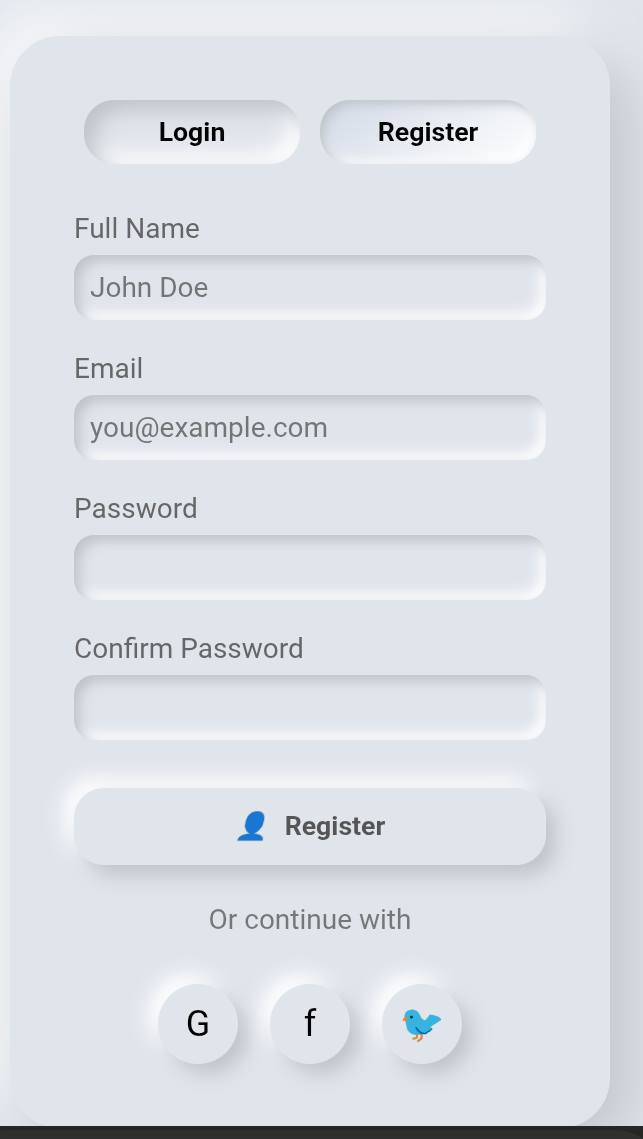 Login Register
Full Name
John Doe
Email
you@example.com
Password
Confirm Password
👤 Register
Or continue with
G f 🐦